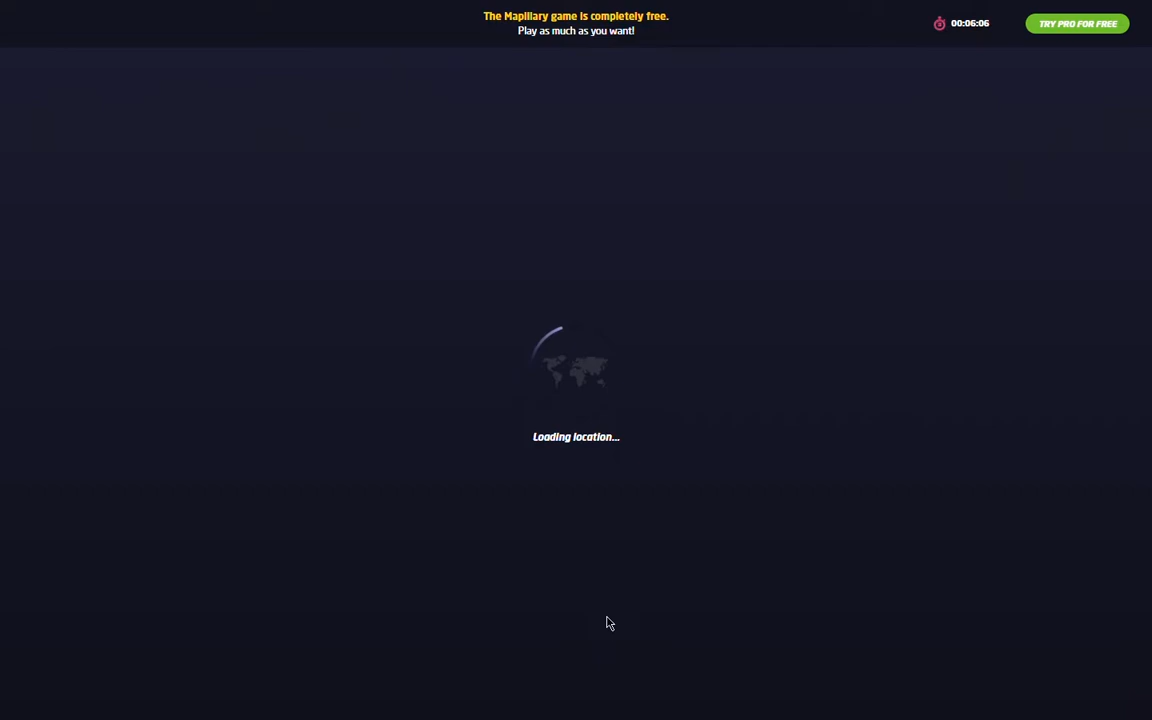 The Mapillary game is completely free.
Play as much as you want!
00:06:06
TRY PRO FOR FREE
Loading location...